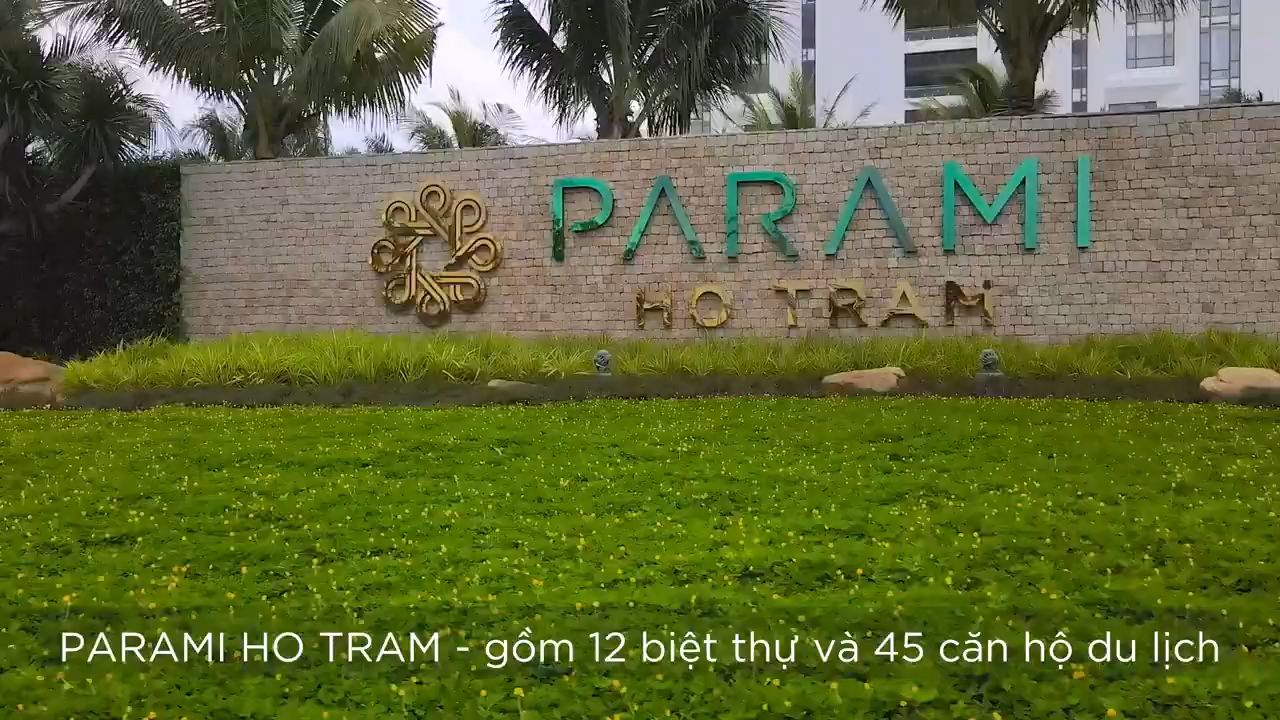 PARAMI
HO TRAM
PARAMI HO TRAM - gồm 12 biệt thự và 45 căn hộ du lịch